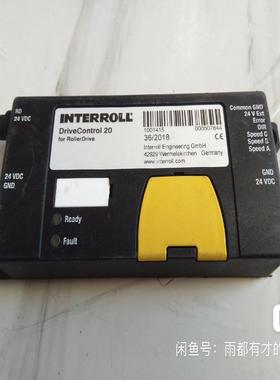 INTERROLL
DriveControl 20
for RollerDrive
1001415
000507844
36/2018
Interroll Engineering GmbH
42929 Wermelskirchen Germany
www.interroll.com
RD
24 VDC
24 VDC
GND
Common GND
24 V Ext
Error
DIR
Speed C
Speed B
Speed A
GND
24 VDC
Ready
Fault
闲鱼号：雨都有才的